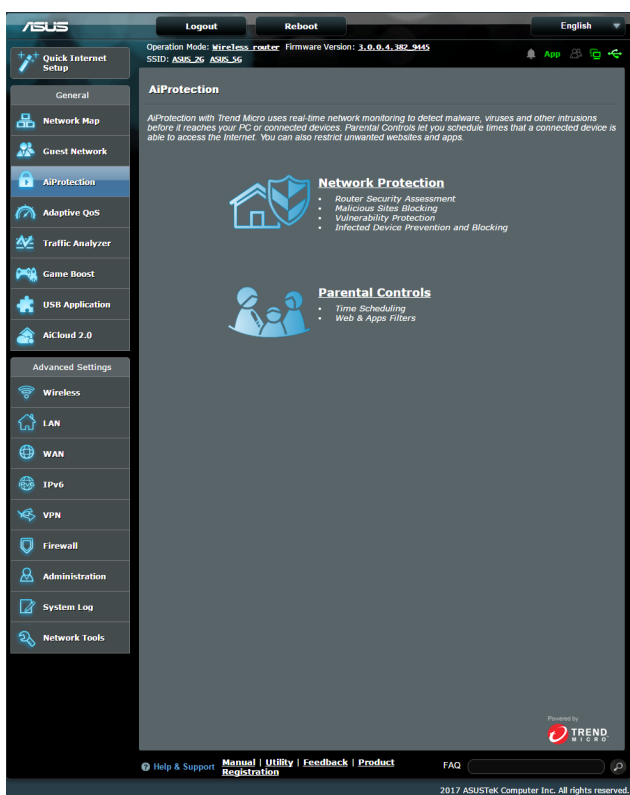 ASUS
Logout
Reboot
English
Quick Internet
Setup
Operation Mode: Wireless router Firmware Version: 3.0.0.4.382_9445
SSID: ASUS_2G ASUS_5G
App
General
Network Map
Guest Network
AiProtection
Adaptive QoS
Traffic Analyzer
Game Boost
USB Application
AiCloud 2.0
Advanced Settings
Wireless
LAN
WAN
IPv6
IPv6
VPN
Firewall
Administration
System Log
Network Tools
AiProtection
AiProtection with Trend Micro uses real-time network monitoring to detect malware, viruses and other intrusions
before it reaches your PC or connected devices. Parental Controls let you schedule times that a connected device is
able to access the Internet. You can also restrict unwanted websites and apps.
Network Protection
• Router Security Assessment
• Malicious Sites Blocking
• Vulnerability Protection
• Infected Device Prevention and Blocking
Parental Controls
• Time Scheduling
• Web & Apps Filters
Powered by
TREND
MICRO
Help & Support
Manual | Utility | Feedback | Product
Registration
FAQ
2017 ASUSTeK Computer Inc. All rights reserved.